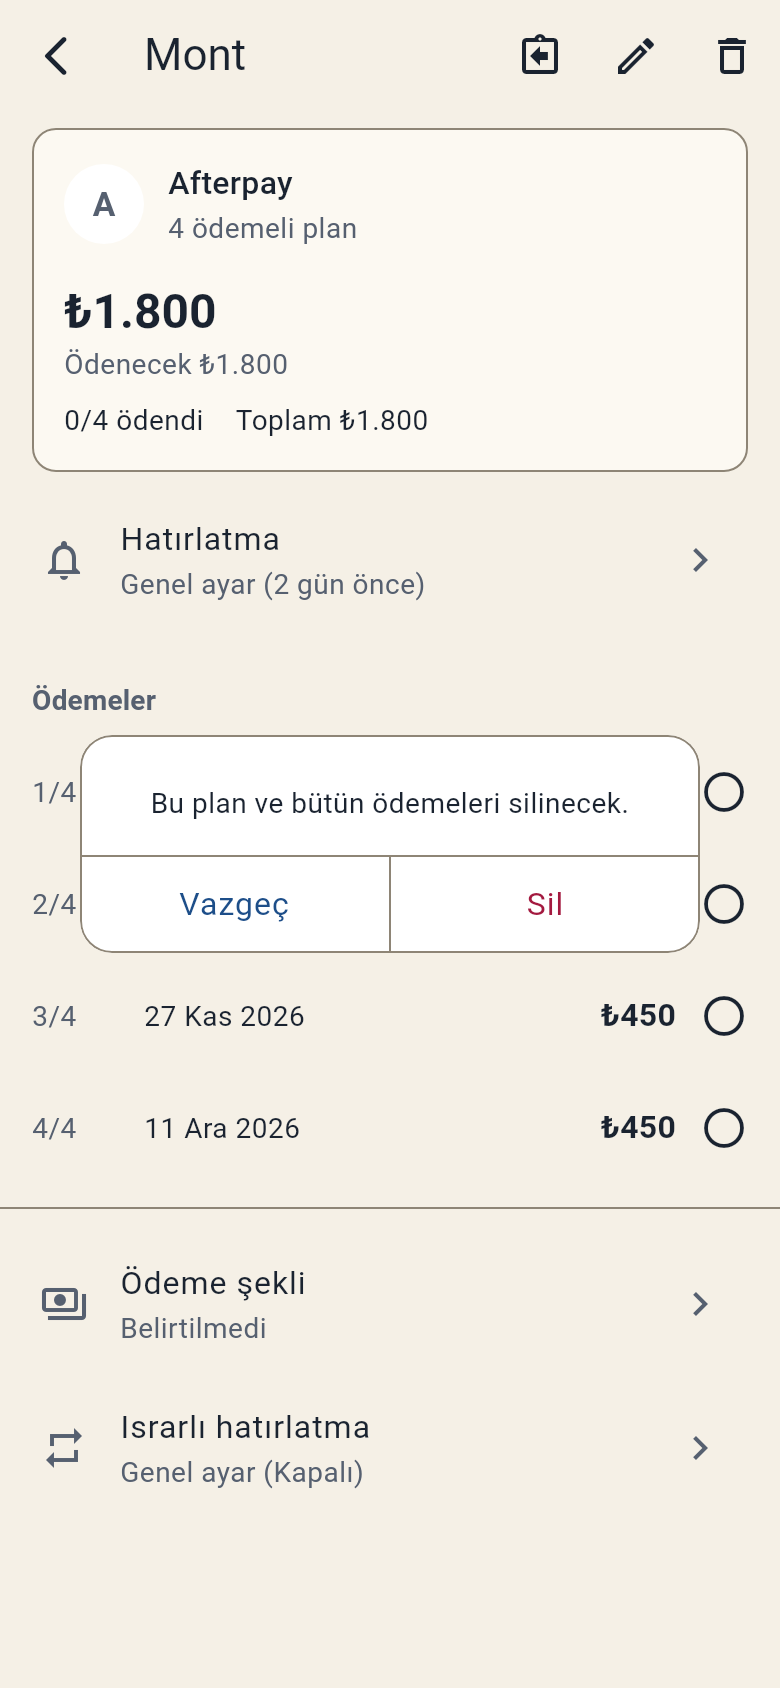 Mont
A
Afterpay
4 ödemeli plan
₺1.800
Ödenecek ₺1.800
0/4 ödendi Toplam ₺1.800
Hatırlatma
Genel ayar (2 gün önce)
Ödemeler
1/4
Bu plan ve bütün ödemeleri silinecek.
2/4
Vazgeç Sil
3/4 27 Kas 2026 ₺450
4/4 11 Ara 2026 ₺450
Ödeme şekli
Belirtilmedi
Israrlı hatırlatma
Genel ayar (Kapalı)